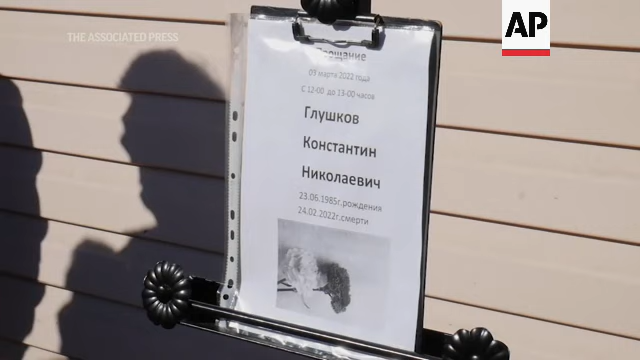 THE ASSOCIATED PRESS
AP
Прощание
09 марта 2022 года
С 12-00 до 13-00 часов
Глушков
Константин
Николаевич
23.06.1985г.рождения
24.02.2022г.смерти